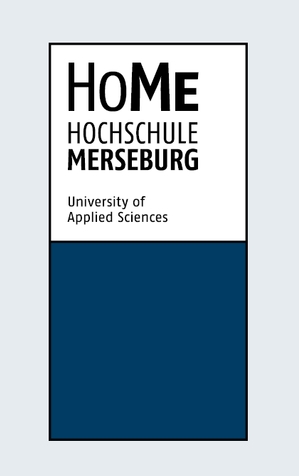 HoMe
HOCHSCHULE
MERSEBURG
University of
Applied Sciences